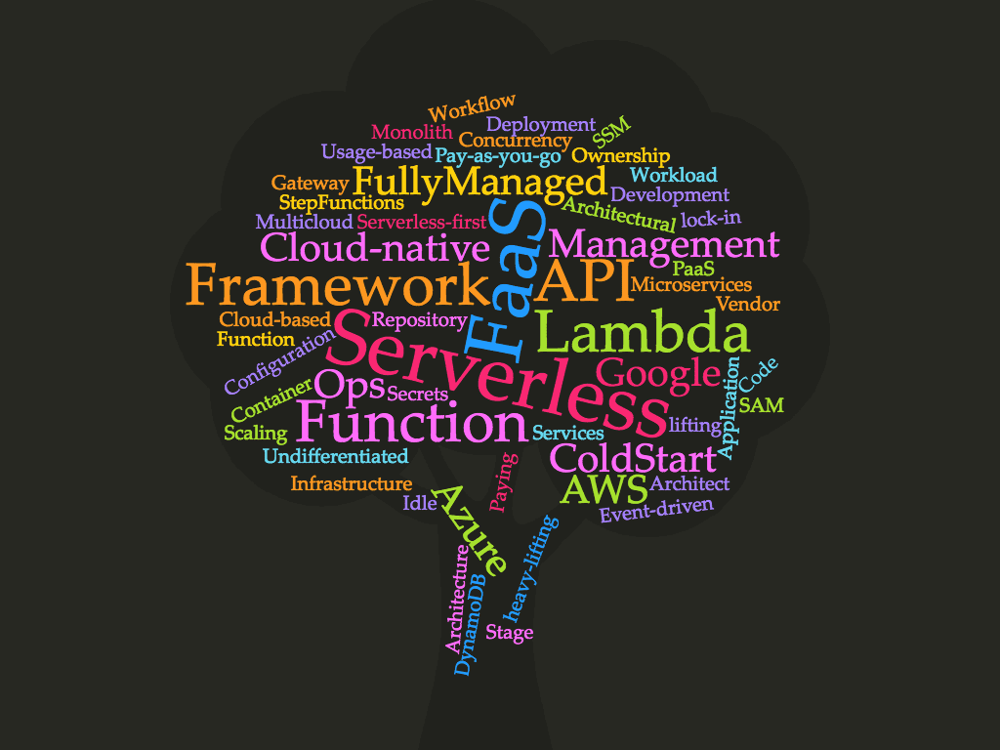 Workflow
Monolith
Deployment
SSM
Concurrency
Usage-based
Pay-as-you-go
Ownership
Gateway
FullyManaged
Workload
StepFunctions
Development
Multicloud
Serverless-first
FaaS
Architectural
lock-in
Cloud-native
Management
Framework
API
PaaS
Microservices
Vendor
Cloud-based
Repository
Lambda
Function
Configuration
Serverless
Google
Code
Container
Ops
Secrets
Application
SAM
Scaling
Function
Services
lifting
Undifferentiated
ColdStart
Infrastructure
Paying
AWS
Architect
Idle
Azure
Event-driven
heavy-lifting
Architecture
DynamoDB
Stage